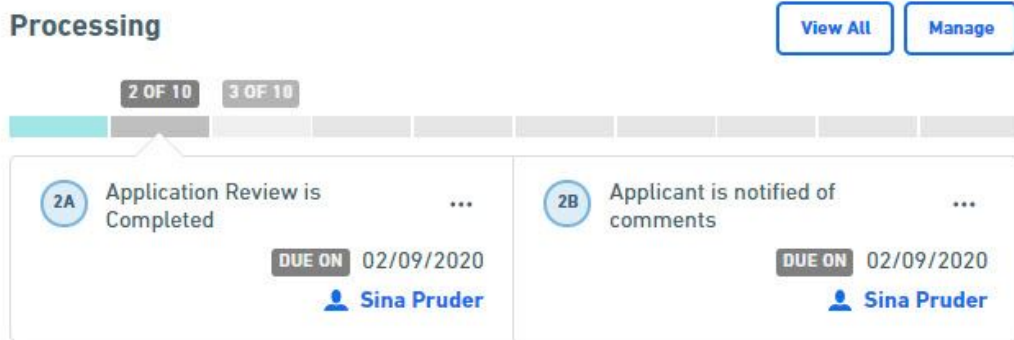 Processing
View All
Manage
2 OF 10
3 OF 10
2A
Application Review is
Completed
...
DUE ON 02/09/2020
Sina Pruder
2B
Applicant is notified of
comments
...
DUE ON 02/09/2020
Sina Pruder